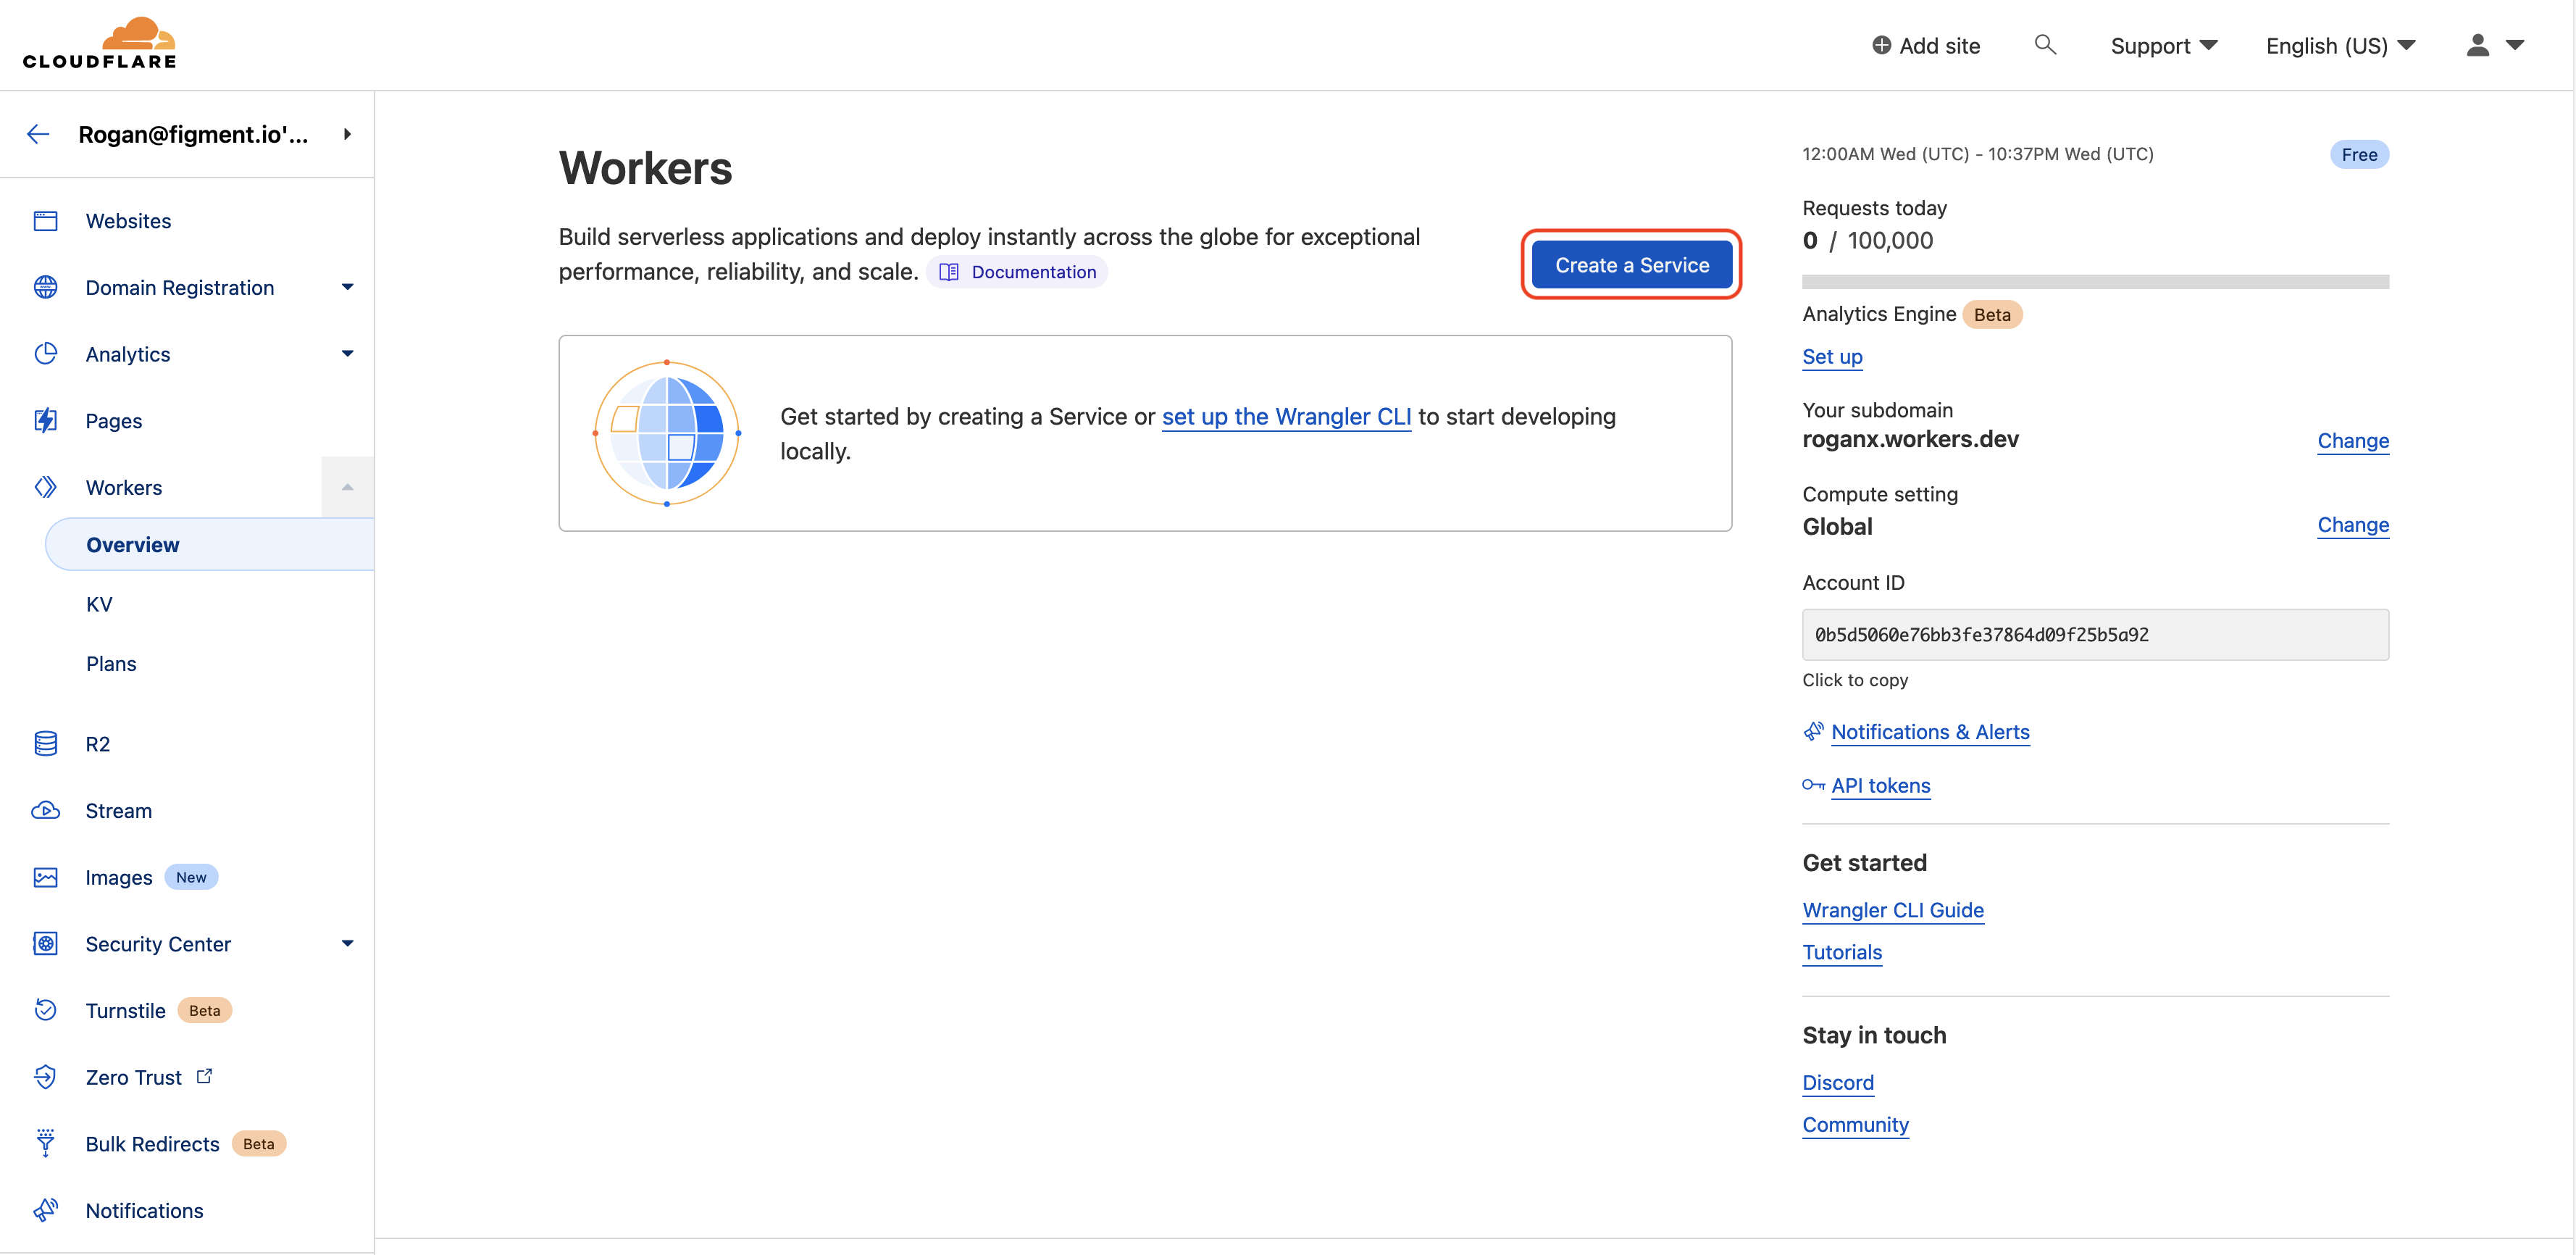 CLOUDFLARE
Add site
Support
English (US)
Rogan@figment.io'...
Websites
Domain Registration
Analytics
Pages
Workers
Overview
KV
Plans
R2
Stream
Images New
Security Center
Turnstile Beta
Zero Trust
Bulk Redirects Beta
Notifications
Workers
Build serverless applications and deploy instantly across the globe for exceptional
performance, reliability, and scale. Documentation
Create a Service
Get started by creating a Service or set up the Wrangler CLI to start developing
locally.
12:00AM Wed (UTC) - 10:37PM Wed (UTC) Free
Requests today
0 / 100,000
Analytics Engine Beta
Set up
Your subdomain
roganx.workers.dev Change
Compute setting
Global Change
Account ID
0b5d5060e76bb3fe37864d09f25b5a92
Click to copy
Notifications & Alerts
API tokens
Get started
Wrangler CLI Guide
Tutorials
Stay in touch
Discord
Community